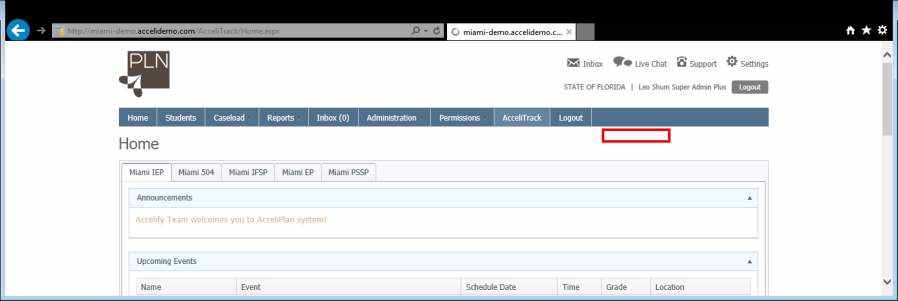 http://miami-demo.accelidemo.com/AcceliTrack/Home.aspx
miami-demo.accelidemo.c...
PLN
Inbox Live Chat Support Settings
STATE OF FLORIDA | Leo Shum Super Admin Plus Logout
Home Students Caseload Reports Inbox (0) Administration Permissions AcceliTrack Logout
Home
Miami IEP Miami 504 Miami IFSP Miami EP Miami PSSP
Announcements
Accelify Team welcomes you to AcceliPlan system!
Upcoming Events
Name Event Schedule Date Time Grade Location